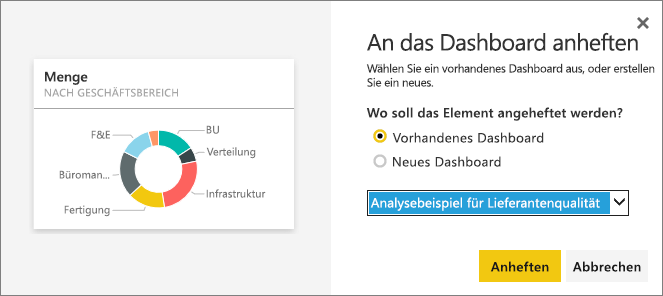 Menge
NACH GESCHÄFTSBEREICH
F&E
BU
Verteilung
Büroman...
Infrastruktur
Fertigung
An das Dashboard anheften
Wählen Sie ein vorhandenes Dashboard aus, oder erstellen
Sie ein neues.
Wo soll das Element angeheftet werden?
Vorhandenes Dashboard
Neues Dashboard
Analysebeispiel für Lieferantenqualität
Anheften
Abbrechen